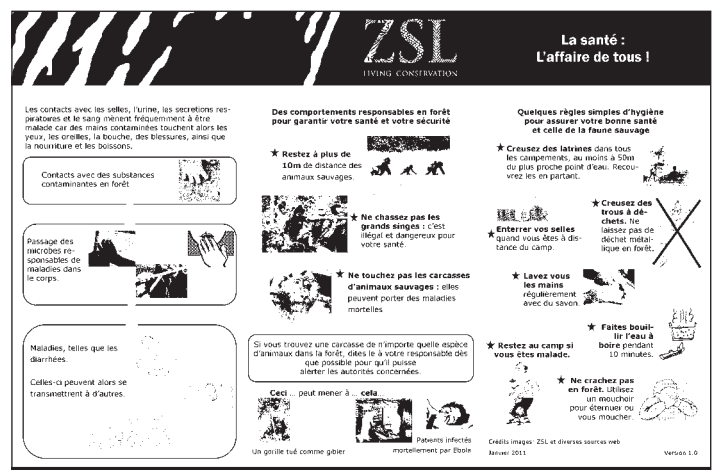 ZSL
LIVING CONSERVATION
La santé :
L'affaire de tous !
Les contacts avec les selles, l'urine, les secretions res-
piratoires et le sang mènent fréquemment à être
malade car des mains contaminées touchent alors les
yeux, les oreilles, la bouche, des blessures, ainsi que
la nourriture et les boissons.
Contacts avec des substances
contaminantes en forêt
Passage des
microbes re-
sponsables de
maladies dans
le corps.
Maladies, telles que les
diarrhées.
Celles-ci peuvent alors se
transmettrent à d'autres.
Des comportements responsables en forêt
pour garantir votre santé et votre sécurité
★ Restez à plus de
10m de distance des
animaux sauvages.
★ Ne chassez pas les
grands singes : c'est
illégal et dangereux pour
votre santé.
★ Ne touchez pas les carcasses
d'animaux sauvages : elles
peuvent porter des maladies
mortelles
Si vous trouvez une carcasse de n'importe quelle espèce
d'animaux dans la forêt, dites le à votre responsable dès
que possible pour qu'il puisse
alerter les autorités concernées.
Ceci ... peut mener à ... cela
Un gorille tué comme gibier
Patients infectés
mortellement par Ebola
Quelques règles simples d'hygiène
pour assurer votre bonne santé
et celle de la faune sauvage
★ Creusez des latrines dans tous
les campements, au moins à 50m
du plus proche point d'eau. Recou-
vrez les en partant.
★ Creusez des
trous à dé-
chets. Ne
laissez pas de
déchet métal-
lique en forêt.
★ Enterrer vos selles
quand vous êtes à dis-
tance du camp.
★ Lavez vous
les mains
régulièrement
avec du savon.
★ Faites bouil-
lir l'eau à
boire pendant
10 minutes.
★ Restez au camp si
vous êtes malade.
★ Ne crachez pas
en forêt. Utilisez
un mouchoir
pour éternuer ou
vous moucher.
Crédits images: ZSL et diverses sources web
Janvier 2011
Version 1.0